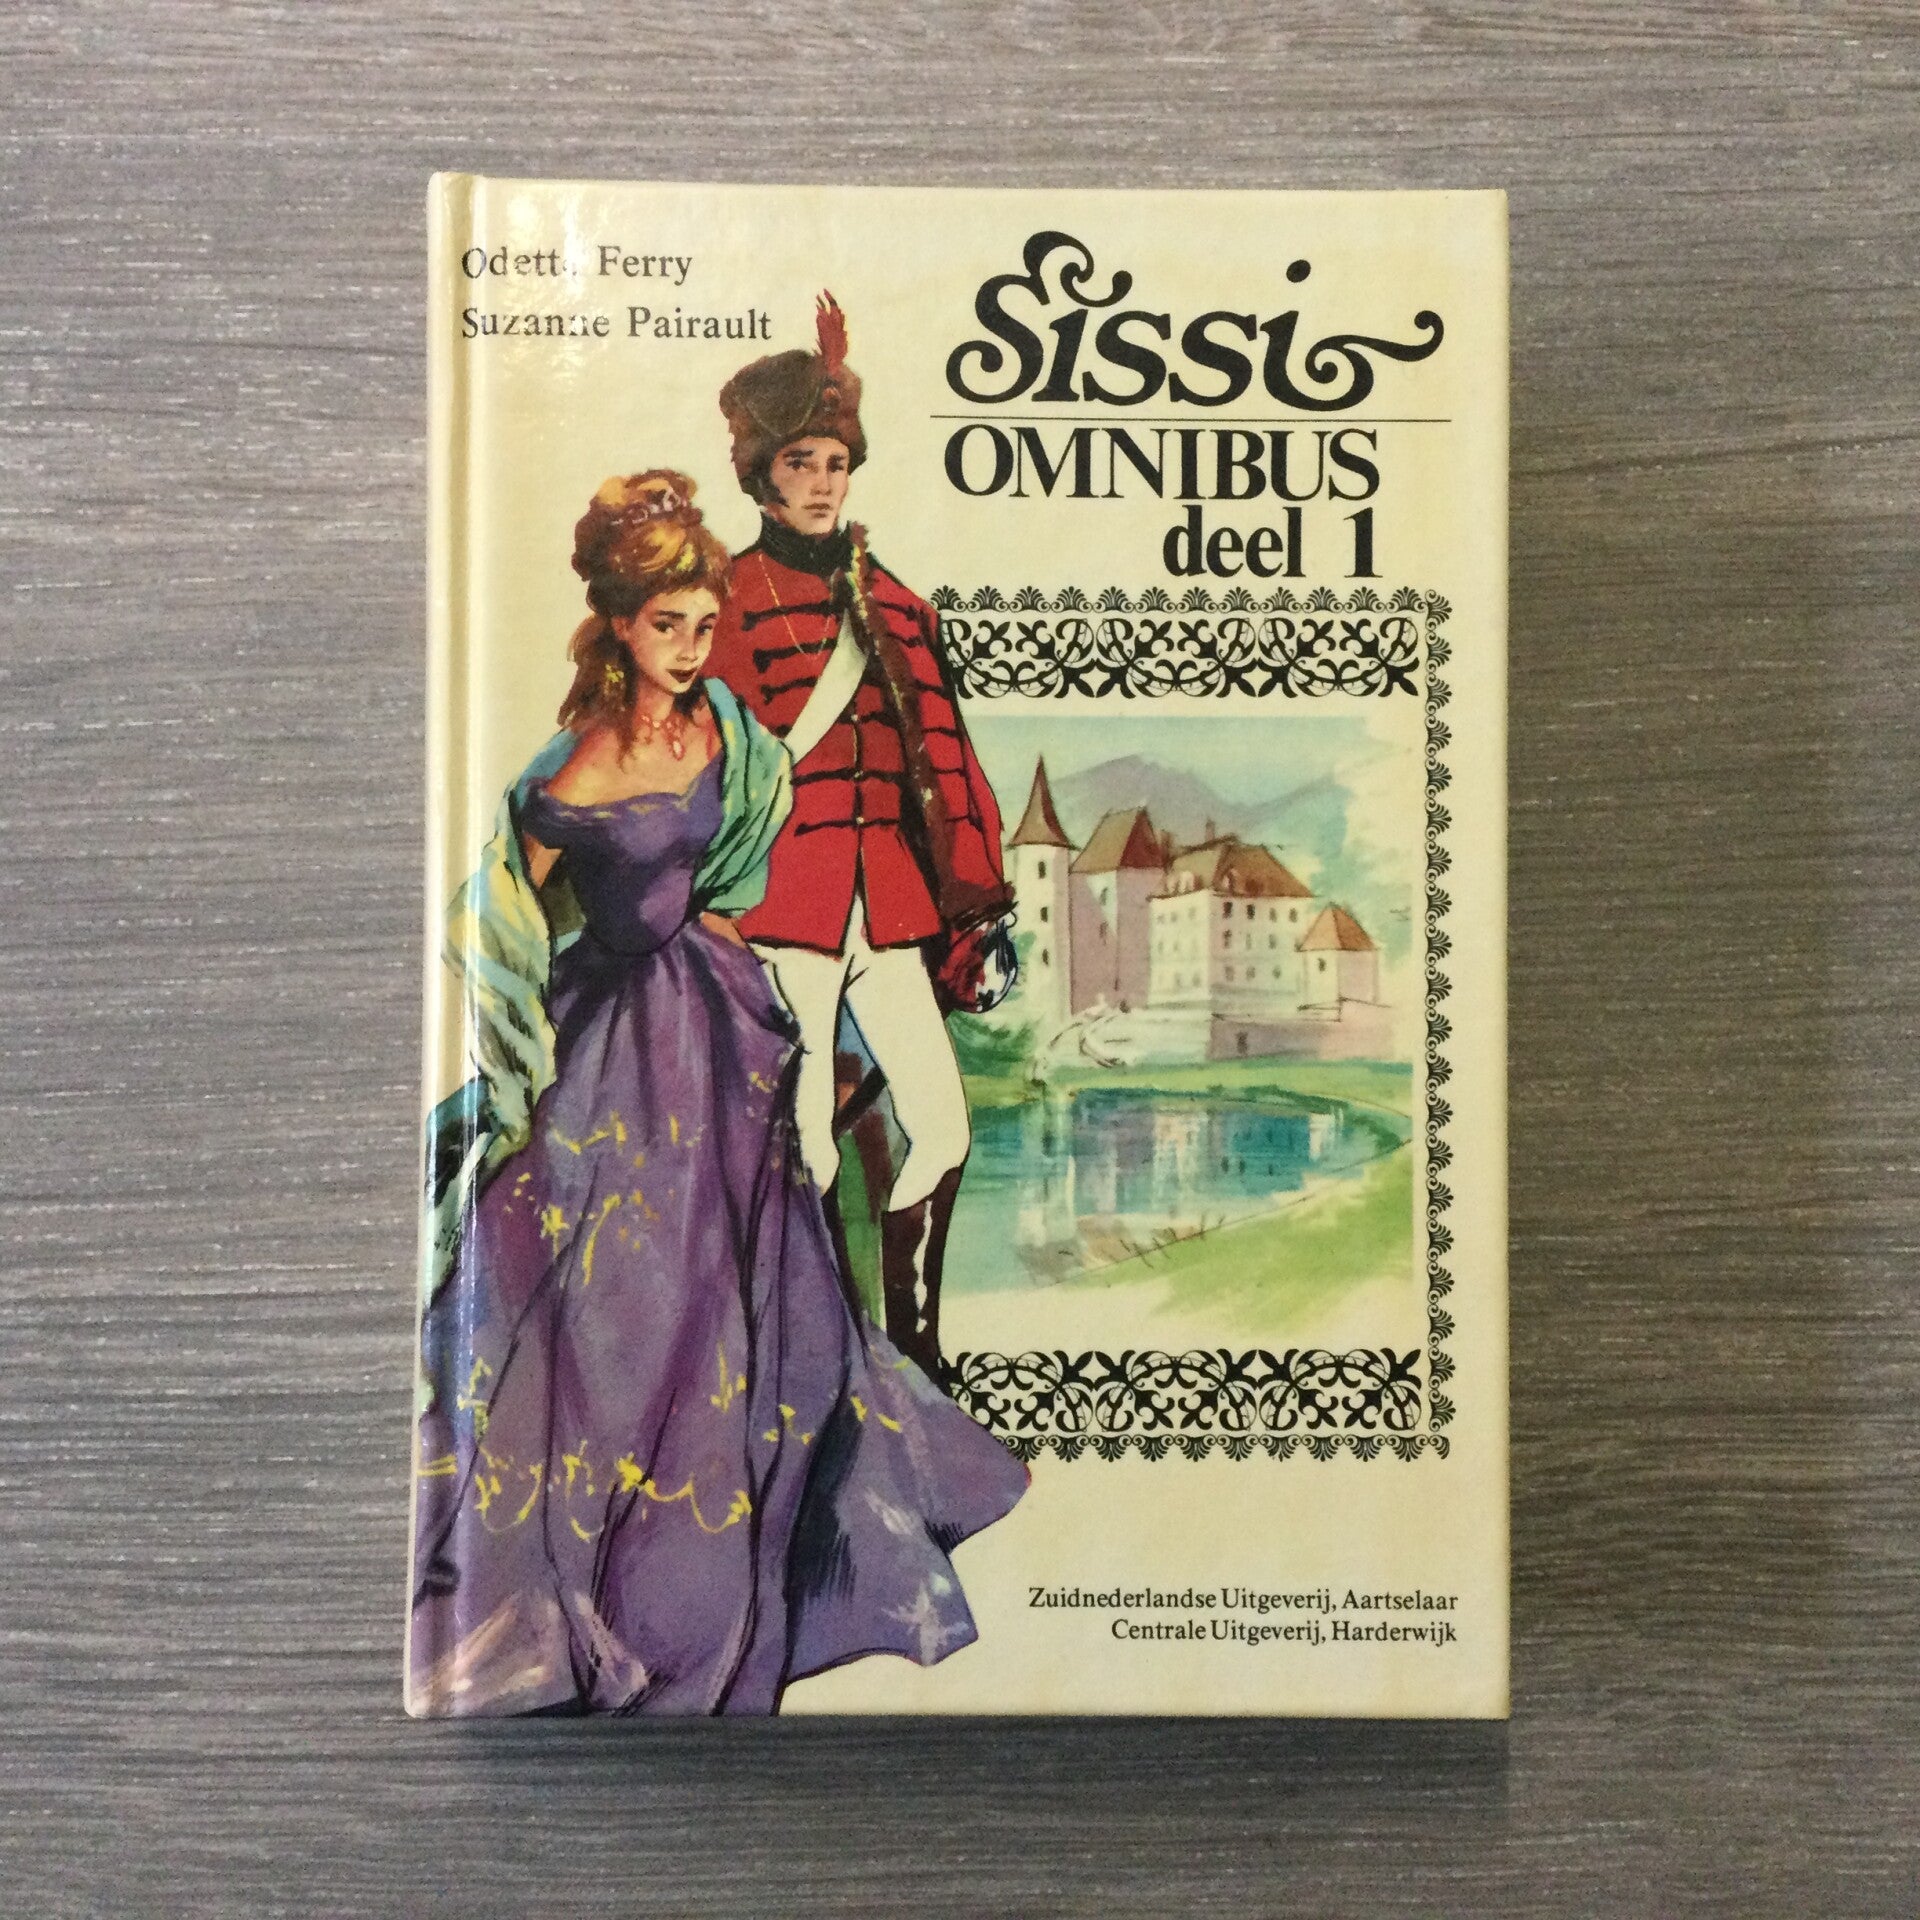 Odette Ferry
Suzanne Pairault
Sissi
OMNIBUS
deel 1
Zuidnederlandse Uitgeverij, Aartselaar
Centrale Uitgeverij, Harderwijk